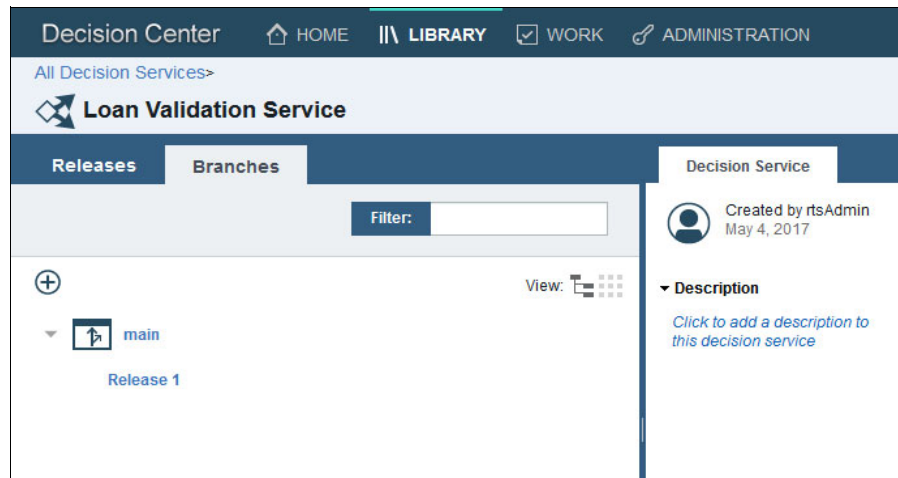 Decision Center HOME LIBRARY WORK ADMINISTRATION
All Decision Services>
Loan Validation Service
Releases Branches
Filter:
View:
main
Release 1
Decision Service
Created by rtsAdmin
May 4, 2017
Description
Click to add a description to
this decision service